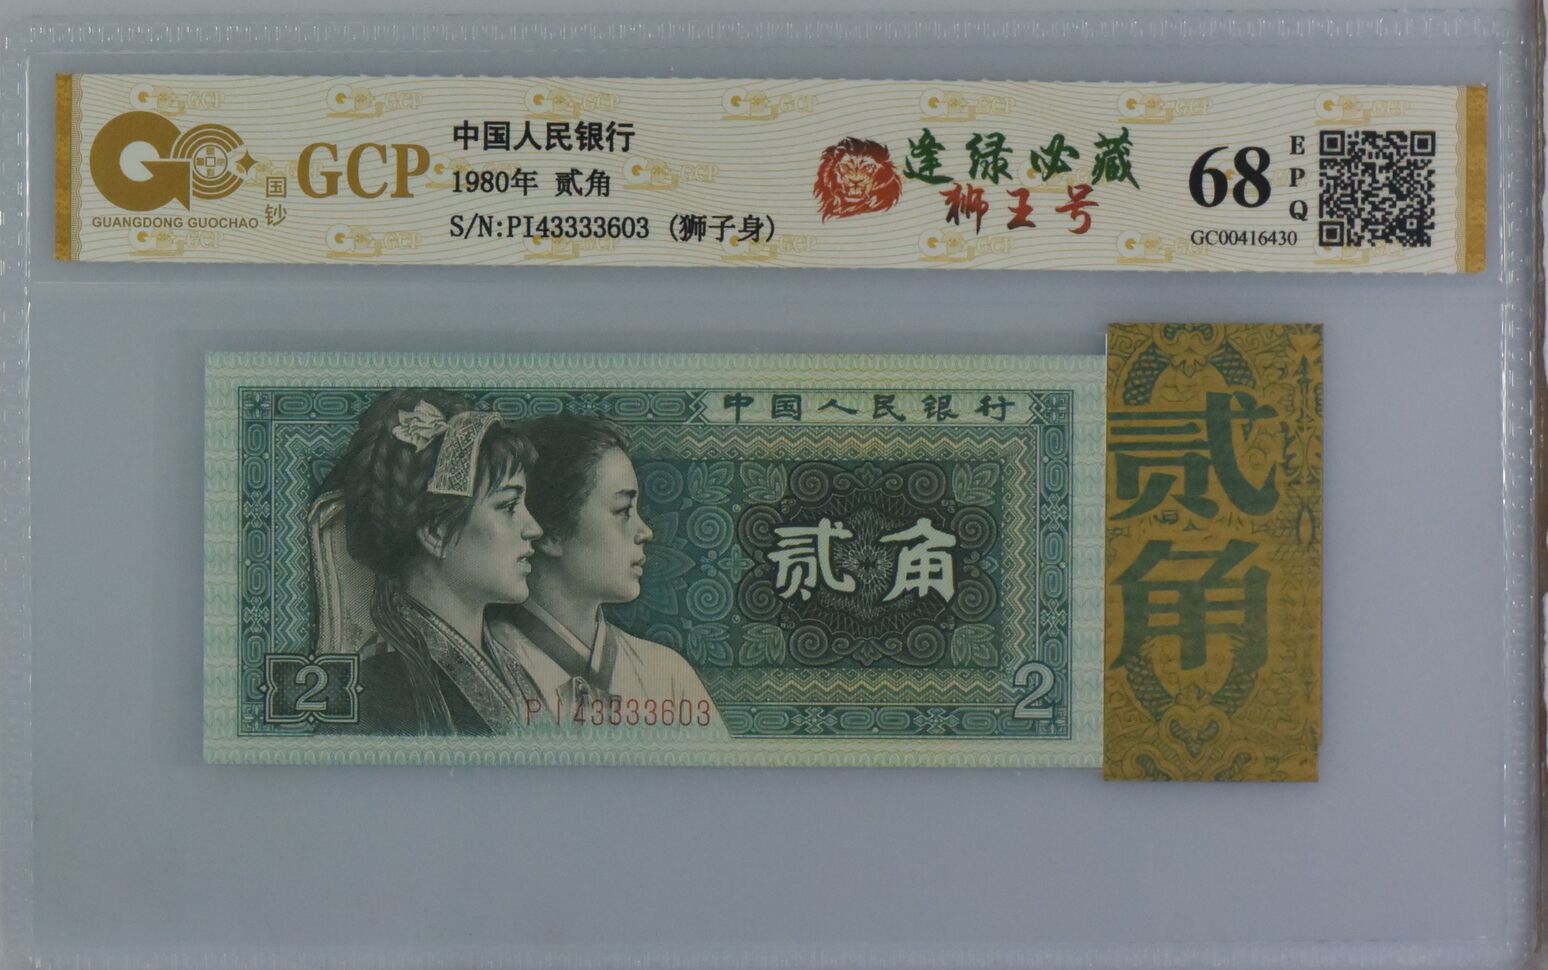 GUANGDONG GUOCHAO
国钞
GCP
中国人民银行
1980年 贰角
S/N:PI43333603 (狮子身)
逢绿必藏
狮王号
68
EPQ
GC00416430
中国人民银行
贰角
2
PI43333603
2
贰角